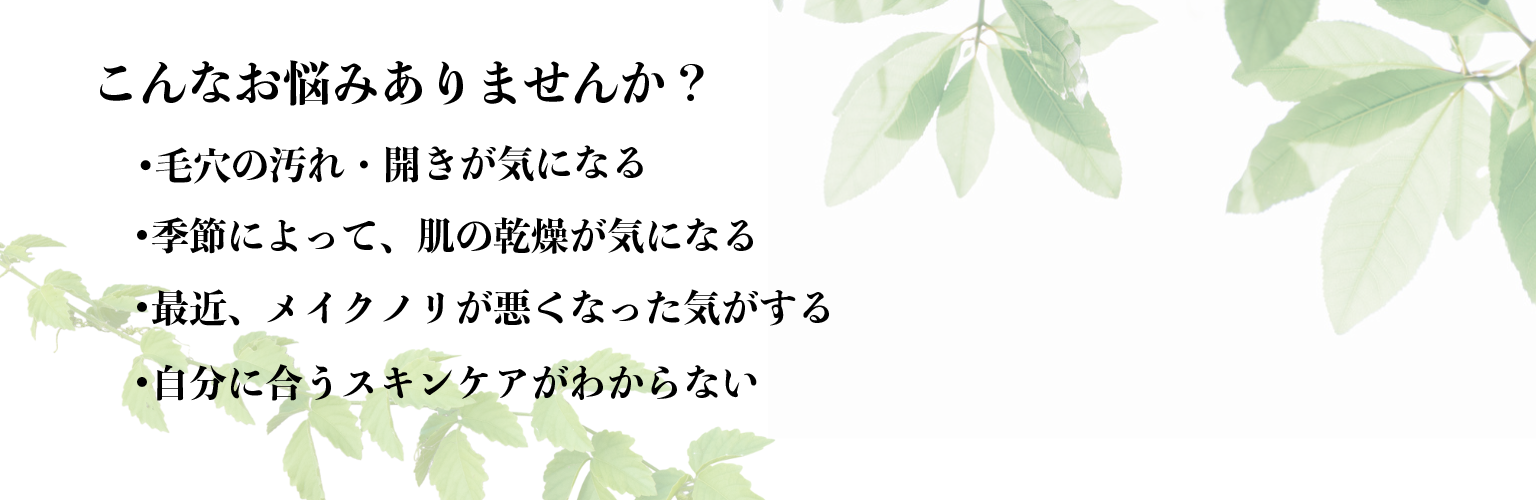 こんなお悩みありませんか？
・毛穴の汚れ・開きが気になる
・季節によって、肌の乾燥が気になる
・最近、メイクノリが悪くなった気がする
・自分に合うスキンケアがわからない